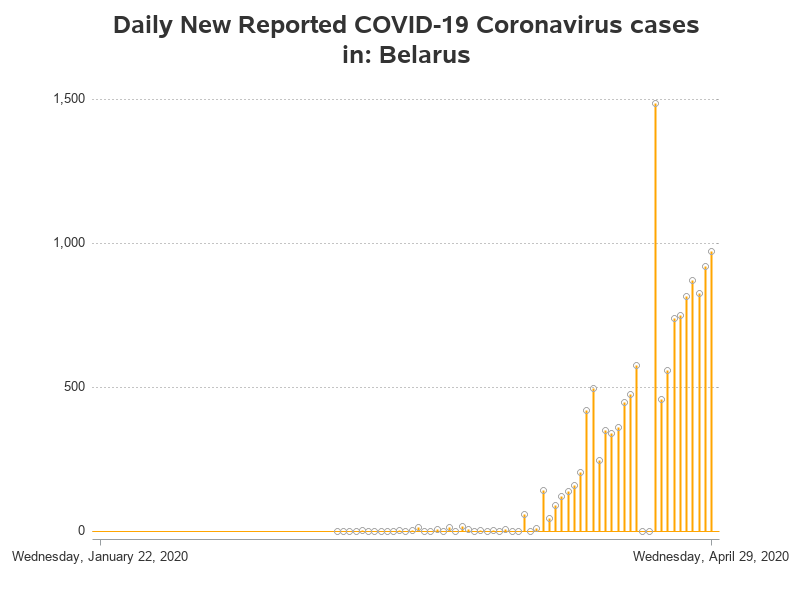 Daily New Reported COVID-19 Coronavirus cases
in: Belarus
1,500
1,000
500
0
Wednesday, January 22, 2020
Wednesday, April 29, 2020